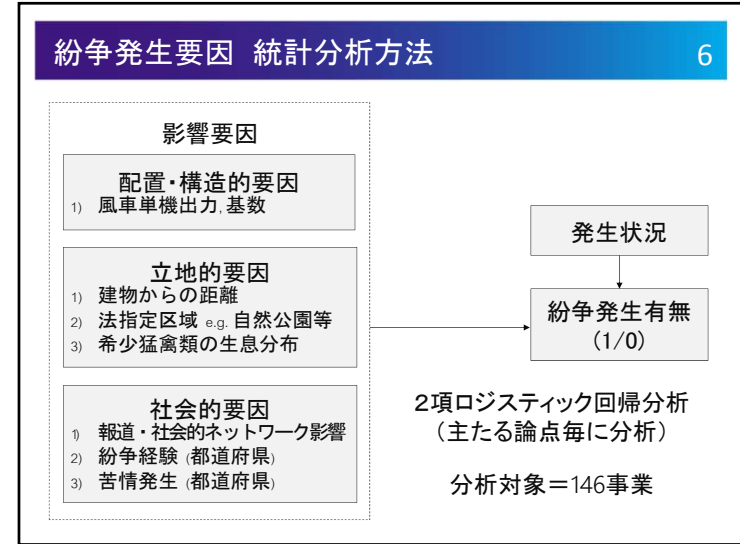 紛争発生要因 統計分析方法
6
影響要因
配置・構造的要因
1) 風車単機出力, 基数
立地的要因
1) 建物からの距離
2) 法指定区域 e.g. 自然公園等
3) 希少猛禽類の生息分布
社会的要因
1) 報道・社会的ネットワーク影響
2) 紛争経験 (都道府県)
3) 苦情発生 (都道府県)
発生状況
紛争発生有無
(1/0)
2項ロジスティック回帰分析
(主たる論点毎に分析)
分析対象=146事業